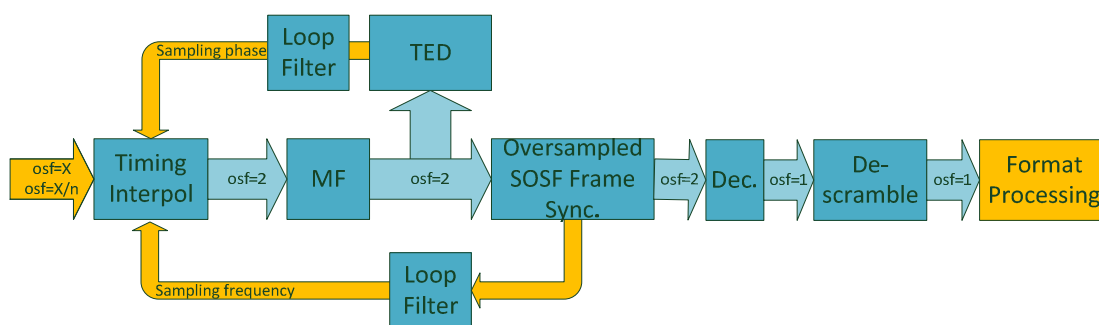 Sampling phase
Loop
Filter
TED
osf=X
osf=X/n
Timing
Interpol
osf=2
MF
osf=2
Oversampled
SOSF Frame
Sync.
osf=2
Dec.
osf=1
De-
scramble
osf=1
Format
Processing
Sampling frequency
Loop
Filter